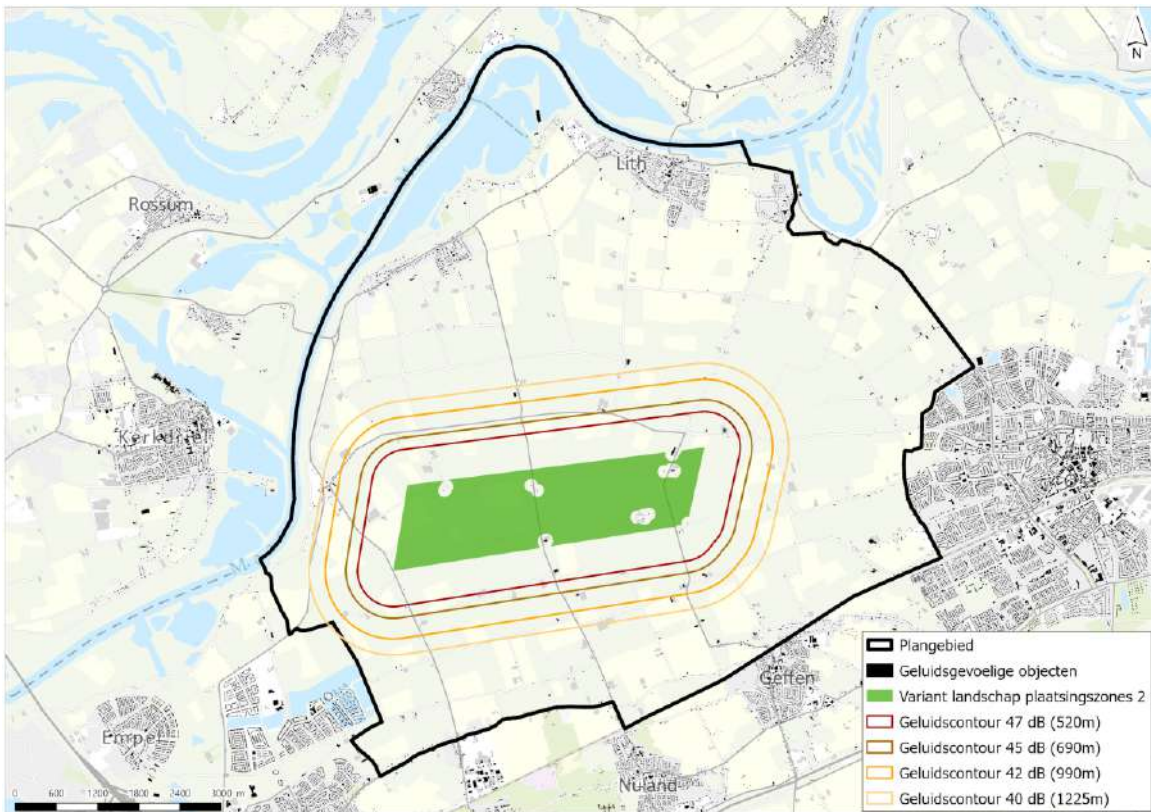 N
Lith
Rossum
Kerkdriel
M
Geffen
Empel
Nuland
0 600 1200 1800 2400 3000 m
Plangebied
Geluidsgevoelige objecten
Variant landschap plaatsingszones 2
Geluidscontour 47 dB (520m)
Geluidscontour 45 dB (690m)
Geluidscontour 42 dB (990m)
Geluidscontour 40 dB (1225m)